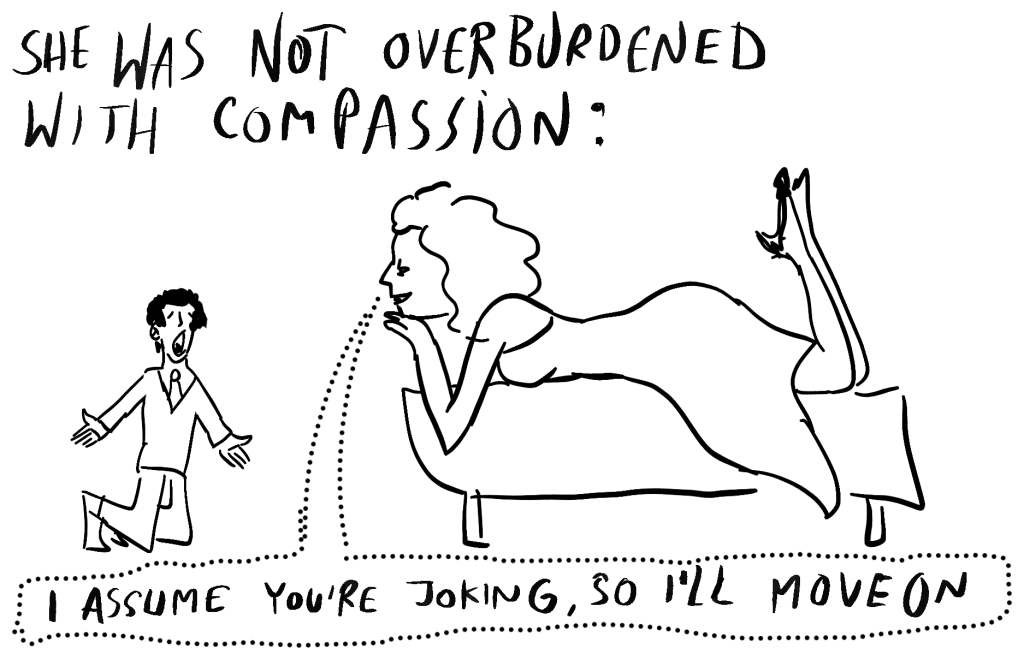 SHE WAS NOT OVERBURDENED
WITH COMPASSION:
I ASSUME YOU'RE JOKING, SO I'LL MOVE ON